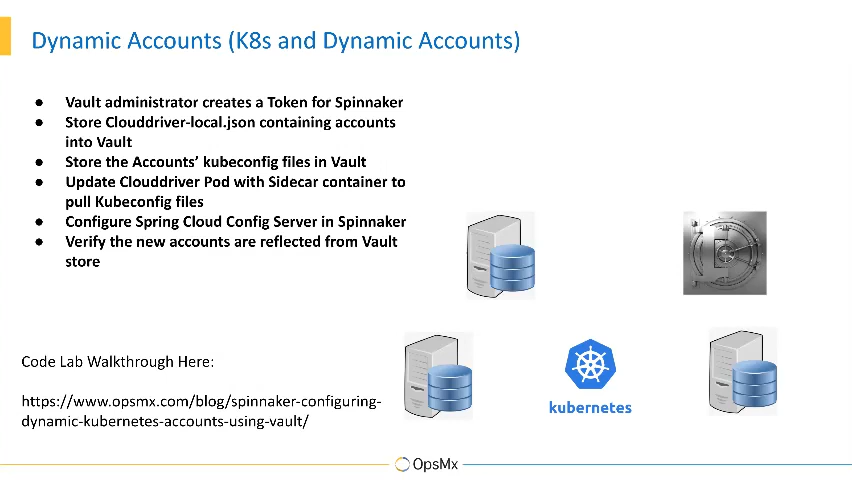 Dynamic Accounts (K8s and Dynamic Accounts)
● Vault administrator creates a Token for Spinnaker
● Store Clouddriver-local.json containing accounts
into Vault
● Store the Accounts’ kubeconfig files in Vault
● Update Clouddriver Pod with Sidecar container to
pull Kubeconfig files
● Configure Spring Cloud Config Server in Spinnaker
● Verify the new accounts are reflected from Vault
store
Code Lab Walkthrough Here:
https://www.opsmx.com/blog/spinnaker-configuring-
dynamic-kubernetes-accounts-using-vault/
kubernetes
OpsMx